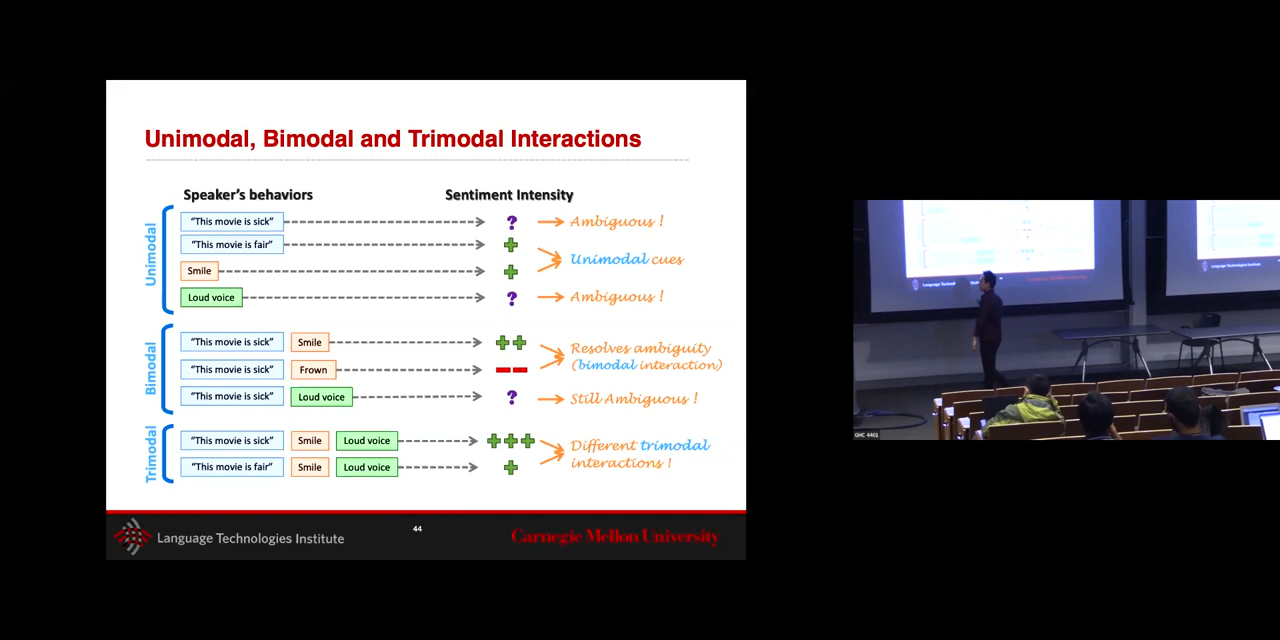 Unimodal, Bimodal and Trimodal Interactions
Speaker's behaviors
Sentiment Intensity
Unimodal
"This movie is sick"
?
Ambiguous !
"This movie is fair"
Unimodal cues
Smile
Loud voice
?
Ambiguous !
Bimodal
"This movie is sick"
Smile
Resolves ambiguity
(bimodal interaction)
"This movie is sick"
Frown
"This movie is sick"
Loud voice
?
Still Ambiguous !
Trimodal
"This movie is sick"
Smile
Loud voice
Different trimodal
interactions !
"This movie is fair"
Smile
Loud voice
Language Technologies Institute
44
Carnegie Mellon University
GHC 4401